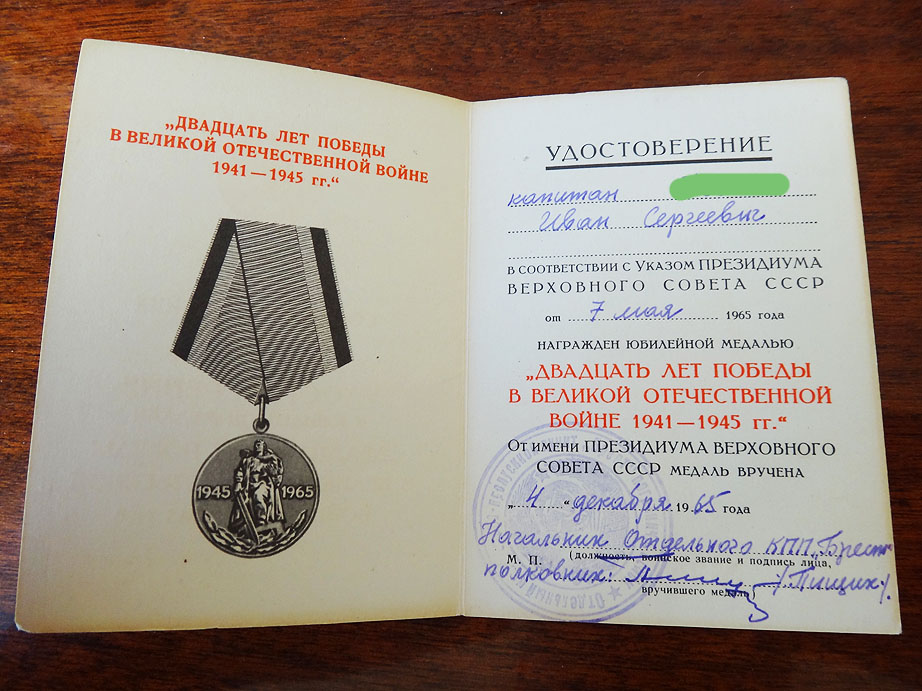 „ДВАДЦАТЬ ЛЕТ ПОБЕДЫ
В ВЕЛИКОЙ ОТЕЧЕСТВЕННОЙ ВОЙНЕ
1941—1945 гг.“
1945 1965
УДОСТОВЕРЕНИЕ
капитан
Иван Сергеевич
В СООТВЕТСТВИИ С УКАЗОМ ПРЕЗИДИУМА
ВЕРХОВНОГО СОВЕТА СССР
от 7 мая 1965 года
НАГРАЖДЕН ЮБИЛЕЙНОЙ МЕДАЛЬЮ
„ДВАДЦАТЬ ЛЕТ ПОБЕДЫ
В ВЕЛИКОЙ ОТЕЧЕСТВЕННОЙ
ВОЙНЕ 1941—1945 гг.“
От имени ПРЕЗИДИУМА ВЕРХОВНОГО
СОВЕТА СССР МЕДАЛЬ ВРУЧЕНА
„4“ декабря 1965 года
Начальник Отдельного КПП „Брест“
М. П. (должность, воинское звание и подпись лица,
полковник: /Пищик/.
вручившего медаль)